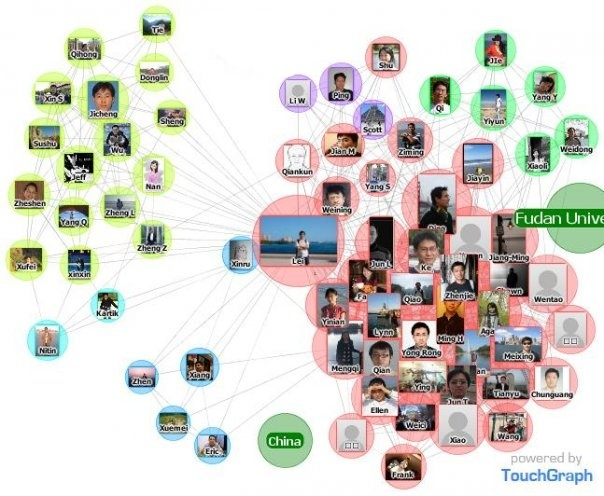 Tie
Qihong
Donglin
Xin S
Jicheng
Sheng
Sushu
Wu
Jeff
Nan
Zheshen
Yang Q
Zheng L
Zheng Z
Xufei
Xinxin
Kartik
Nitin
Xinru
Zhen
Xiang
Xuemei
Eric
China
Li W
Ping
Shu
Scott
Jian M
Ziming
Qiankun
Yang S
Weining
Jiayin
Jie
Qi
Yang Y
Yiyun
Xiaoli
Weidong
Fudan Unive
Lei
Jun L
Ke
Jiang-Ming
Qiao
Zhenjie
Wentao
Yinian
Lynn
Ming H
Yong Rong
Meixing
Mengqi
Qian
Ying
Tianyu
Chunguang
Ellen
Jun T
Weici
Xiao
Wang
Frank
powered by
TouchGraph